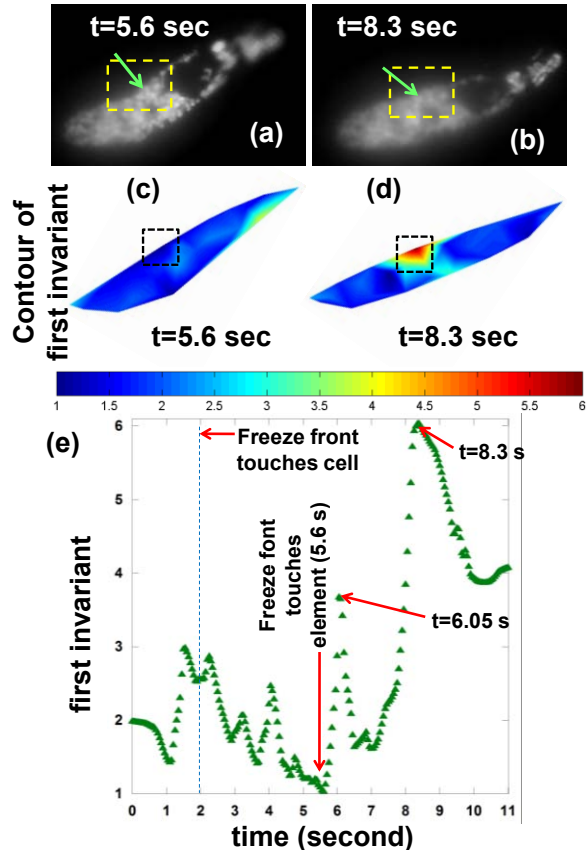 t=5.6 sec
t=8.3 sec
(a)
(b)
(c)
(d)
Contour of
first invariant
t=5.6 sec
t=8.3 sec
1 1.5 2 2.5 3 3.5 4 4.5 5 5.5 6
(e)
Freeze front
touches cell
t=8.3 s
Freeze font
touches
element (5.6 s)
t=6.05 s
first invariant
6
5
4
3
2
1
0 1 2 3 4 5 6 7 8 9 10 11
time (second)